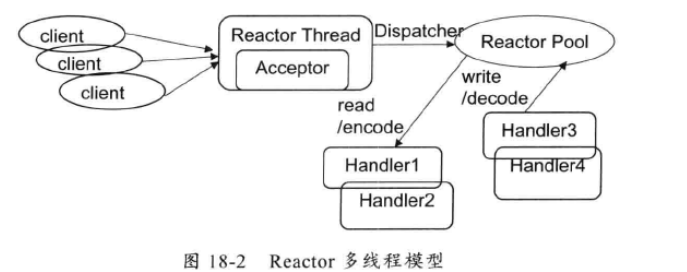 client
client
client
Reactor Thread
Acceptor
Dispatcher
Reactor Pool
read
/encode
write
/decode
Handler1
Handler2
Handler3
Handler4
图 18-2 Reactor 多线程模型